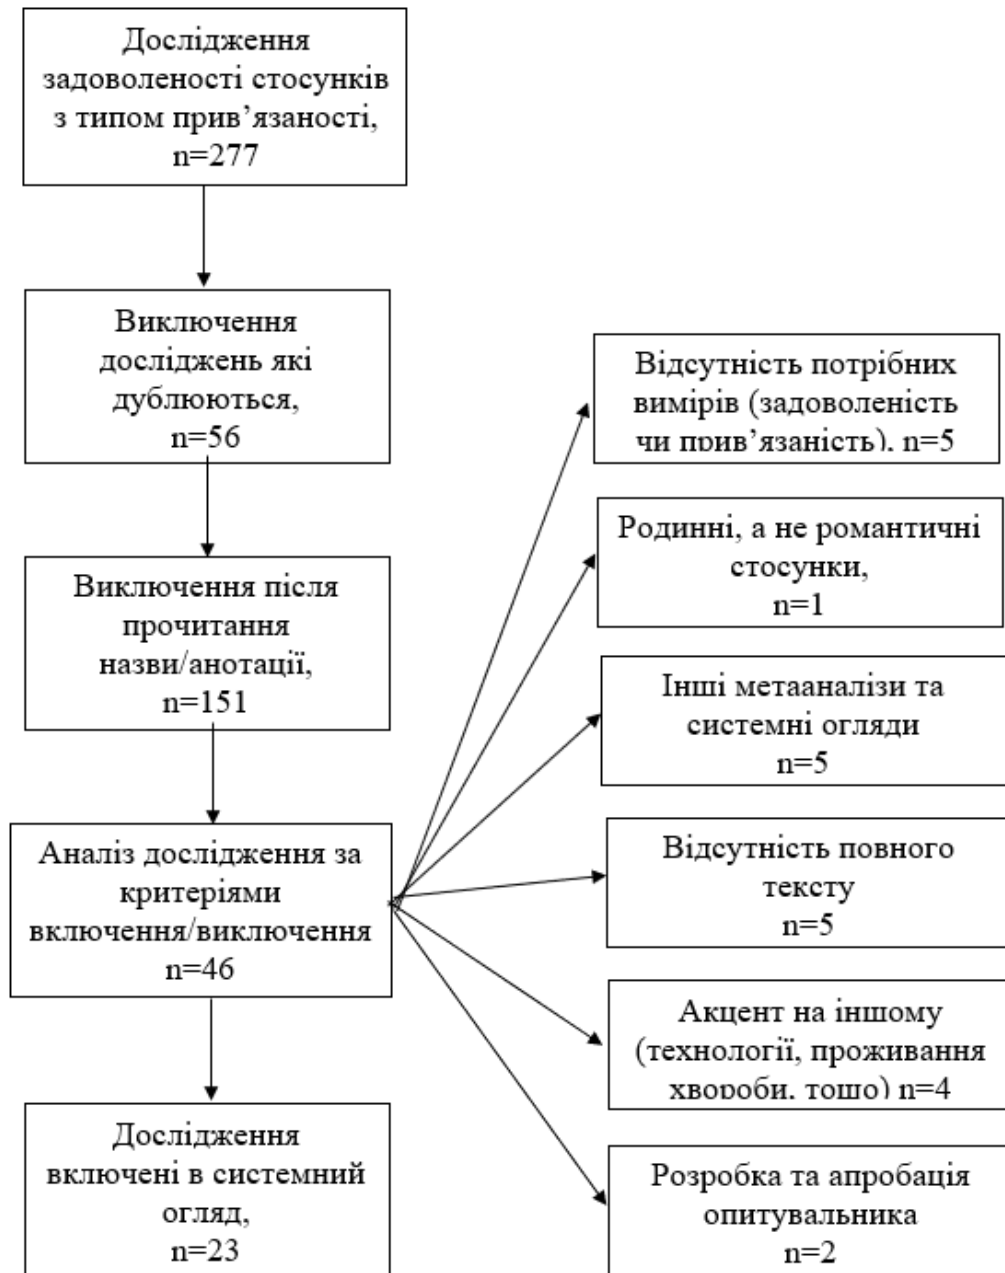 Дослідження
задоволеності стосунків
з типом прив’язаності,
n=277
Виключення
досліджень які
дублюються,
n=56
Виключення після
прочитання
назви/анотації,
n=151
Аналіз дослідження за
критеріями
включення/виключення
n=46
Дослідження
включені в системний
огляд,
n=23
Відсутність потрібних
вимірів (задоволеність
чи прив’язаність), n=5
Родинні, а не романтичні
стосунки,
n=1
Інші метааналізи та
системні огляди
n=5
Відсутність повного
тексту
n=5
Акцент на іншому
(технології, проживання
хвороби, тощо) n=4
Розробка та апробація
опитувальника
n=2